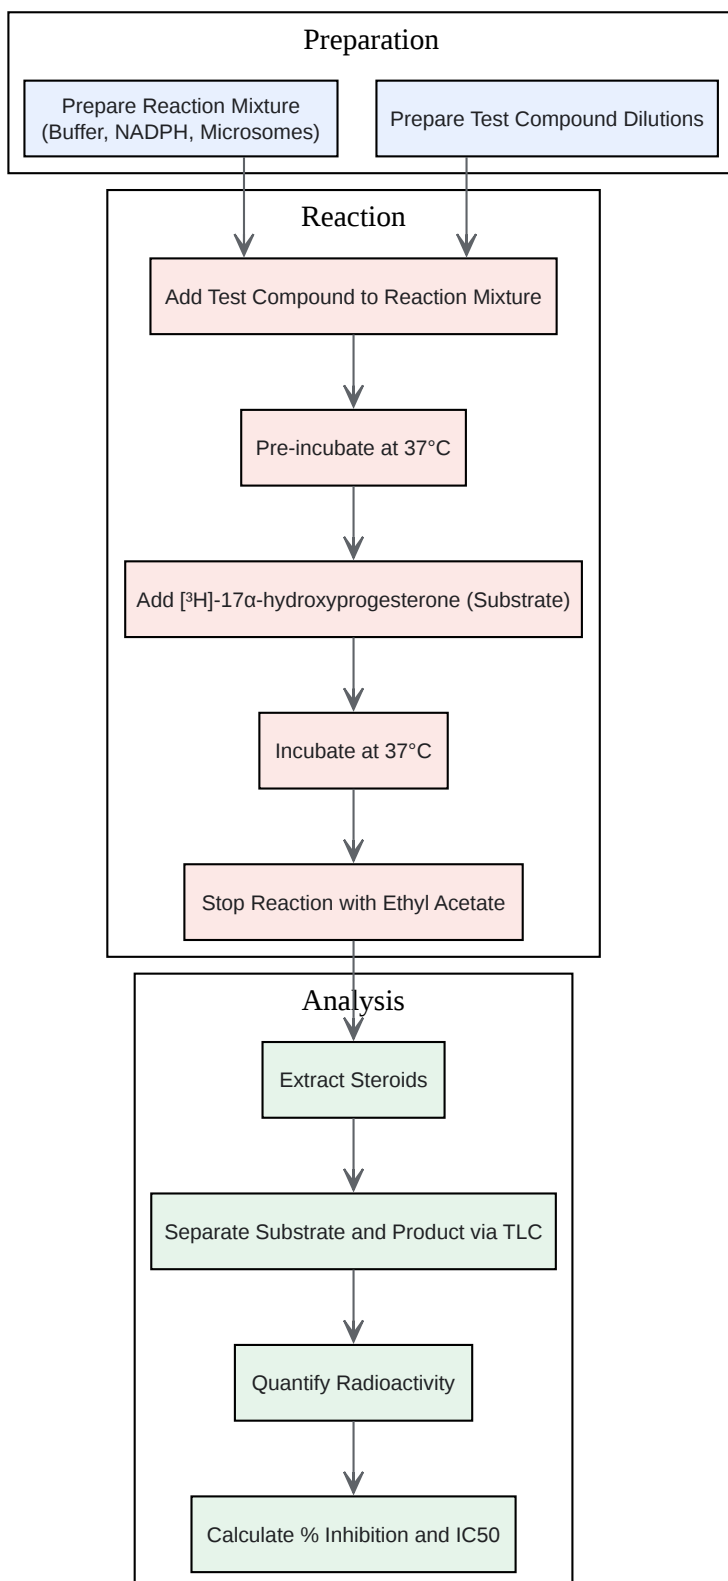 Preparation
Prepare Reaction Mixture
(Buffer, NADPH, Microsomes)
Prepare Test Compound Dilutions
Reaction
Add Test Compound to Reaction Mixture
Pre-incubate at 37°C
Add [³H]-17α-hydroxyprogesterone (Substrate)
Incubate at 37°C
Stop Reaction with Ethyl Acetate
Analysis
Extract Steroids
Separate Substrate and Product via TLC
Quantify Radioactivity
Calculate % Inhibition and IC50